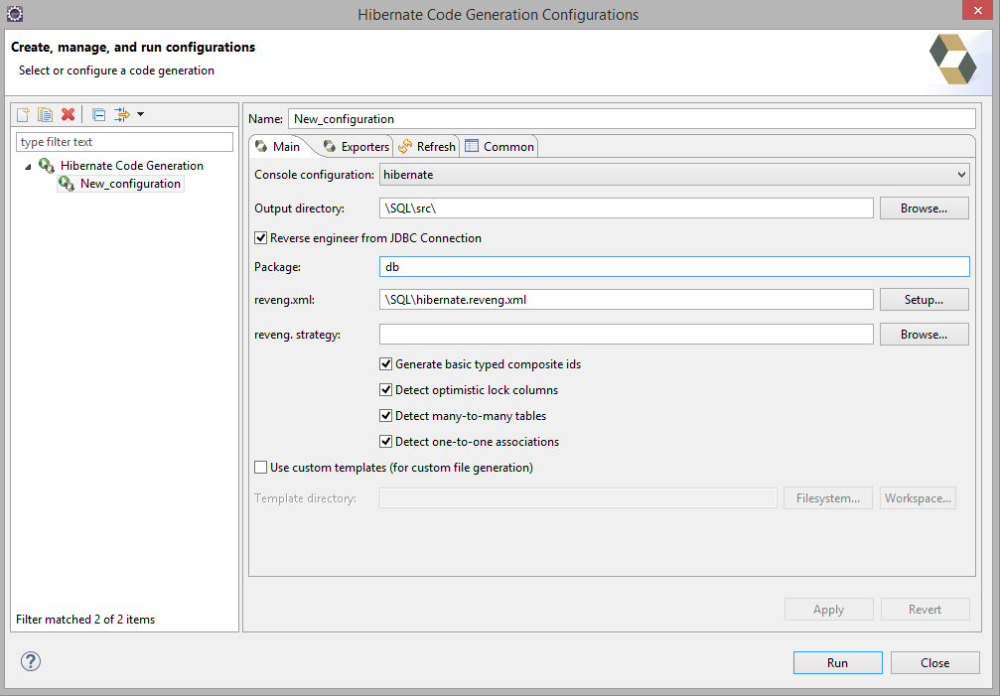 Hibernate Code Generation Configurations
Create, manage, and run configurations
Select or configure a code generation
type filter text
Hibernate Code Generation
New_configuration
Filter matched 2 of 2 items
Name: New_configuration
Main Exporters Refresh Common
Console configuration: hibernate
Output directory: \SQL\src\ Browse...
Reverse engineer from JDBC Connection
Package: db
reveng.xml: \SQL\hibernate.reveng.xml Setup...
reveng. strategy: Browse...
Generate basic typed composite ids
Detect optimistic lock columns
Detect many-to-many tables
Detect one-to-one associations
Use custom templates (for custom file generation)
Template directory: Filesystem... Workspace...
Apply Revert
? Run Close